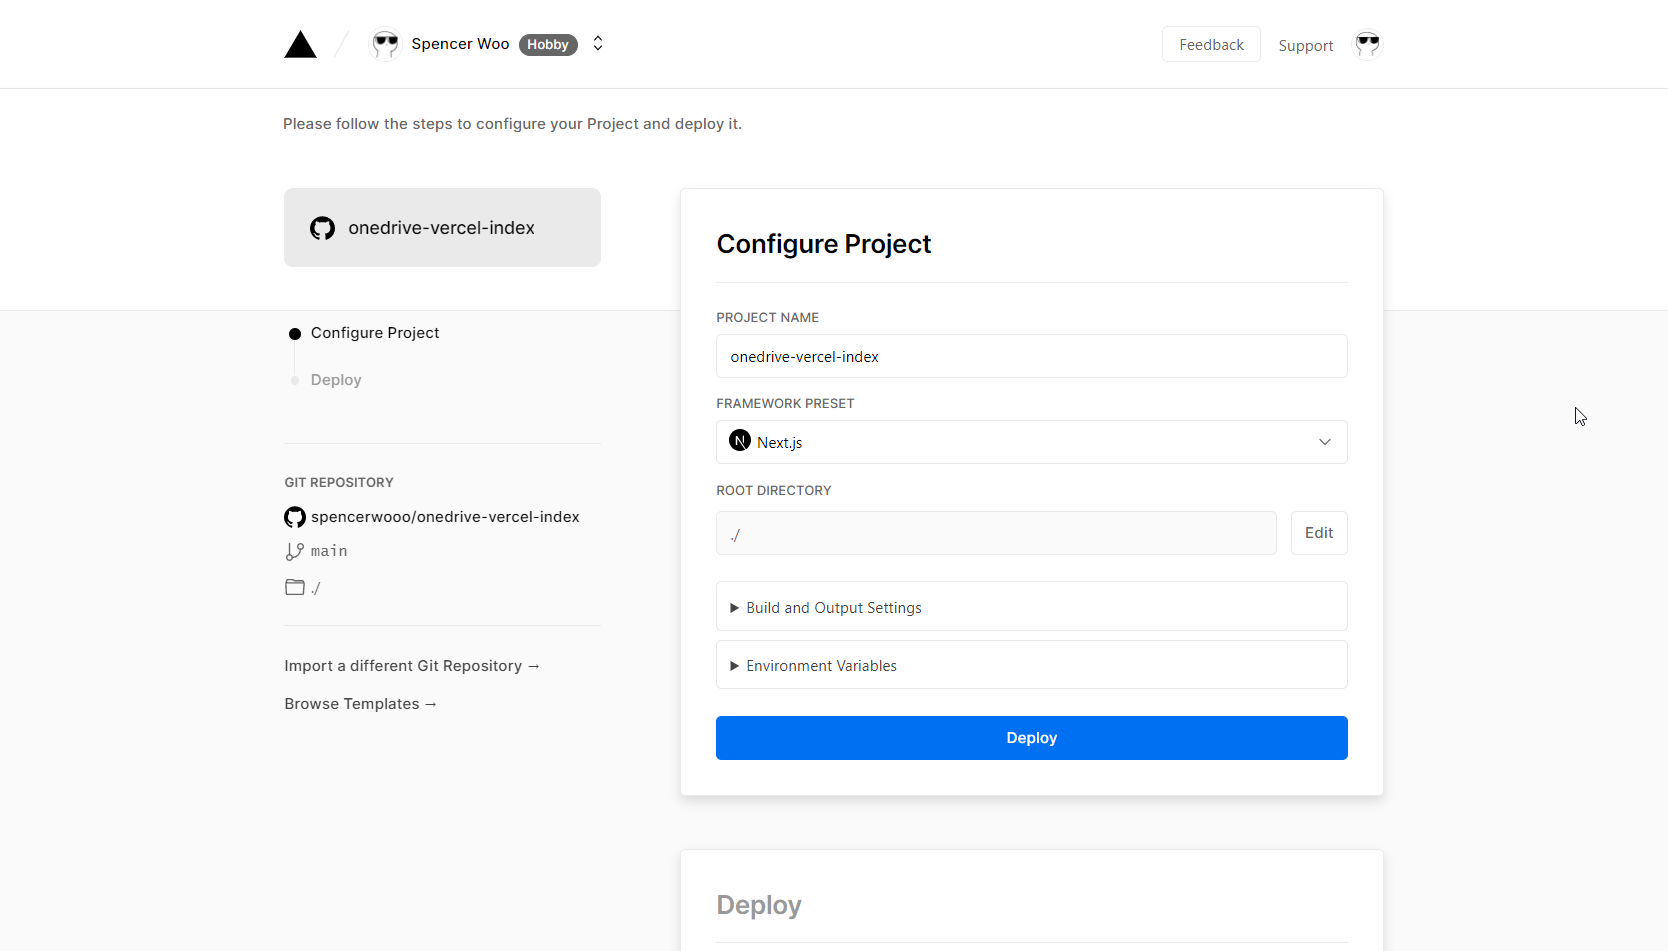 Spencer Woo Hobby
Feedback Support
Please follow the steps to configure your Project and deploy it.
onedrive-vercel-index
Configure Project
Deploy
GIT REPOSITORY
spencerwooo/onedrive-vercel-index
main
./
Import a different Git Repository →
Browse Templates →
Configure Project
PROJECT NAME
onedrive-vercel-index
FRAMEWORK PRESET
N Next.js
ROOT DIRECTORY
./ Edit
Build and Output Settings
Environment Variables
Deploy
Deploy